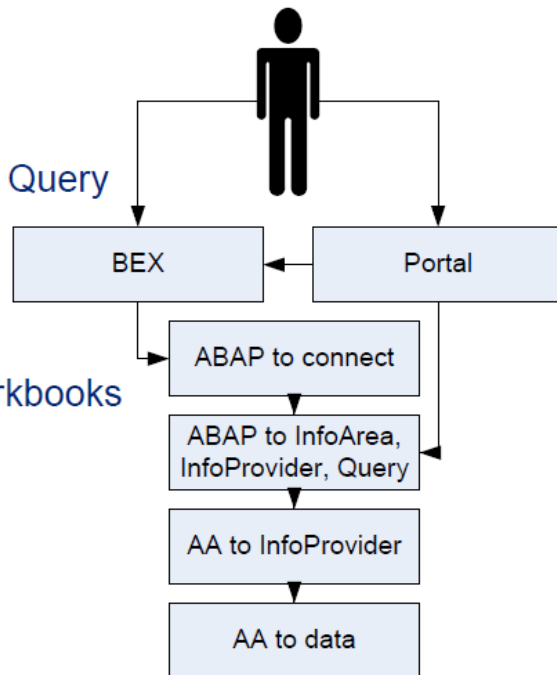 Query
BEX
Portal
ABAP to connect
rkbooks
ABAP to InfoArea,
InfoProvider, Query
AA to InfoProvider
AA to data